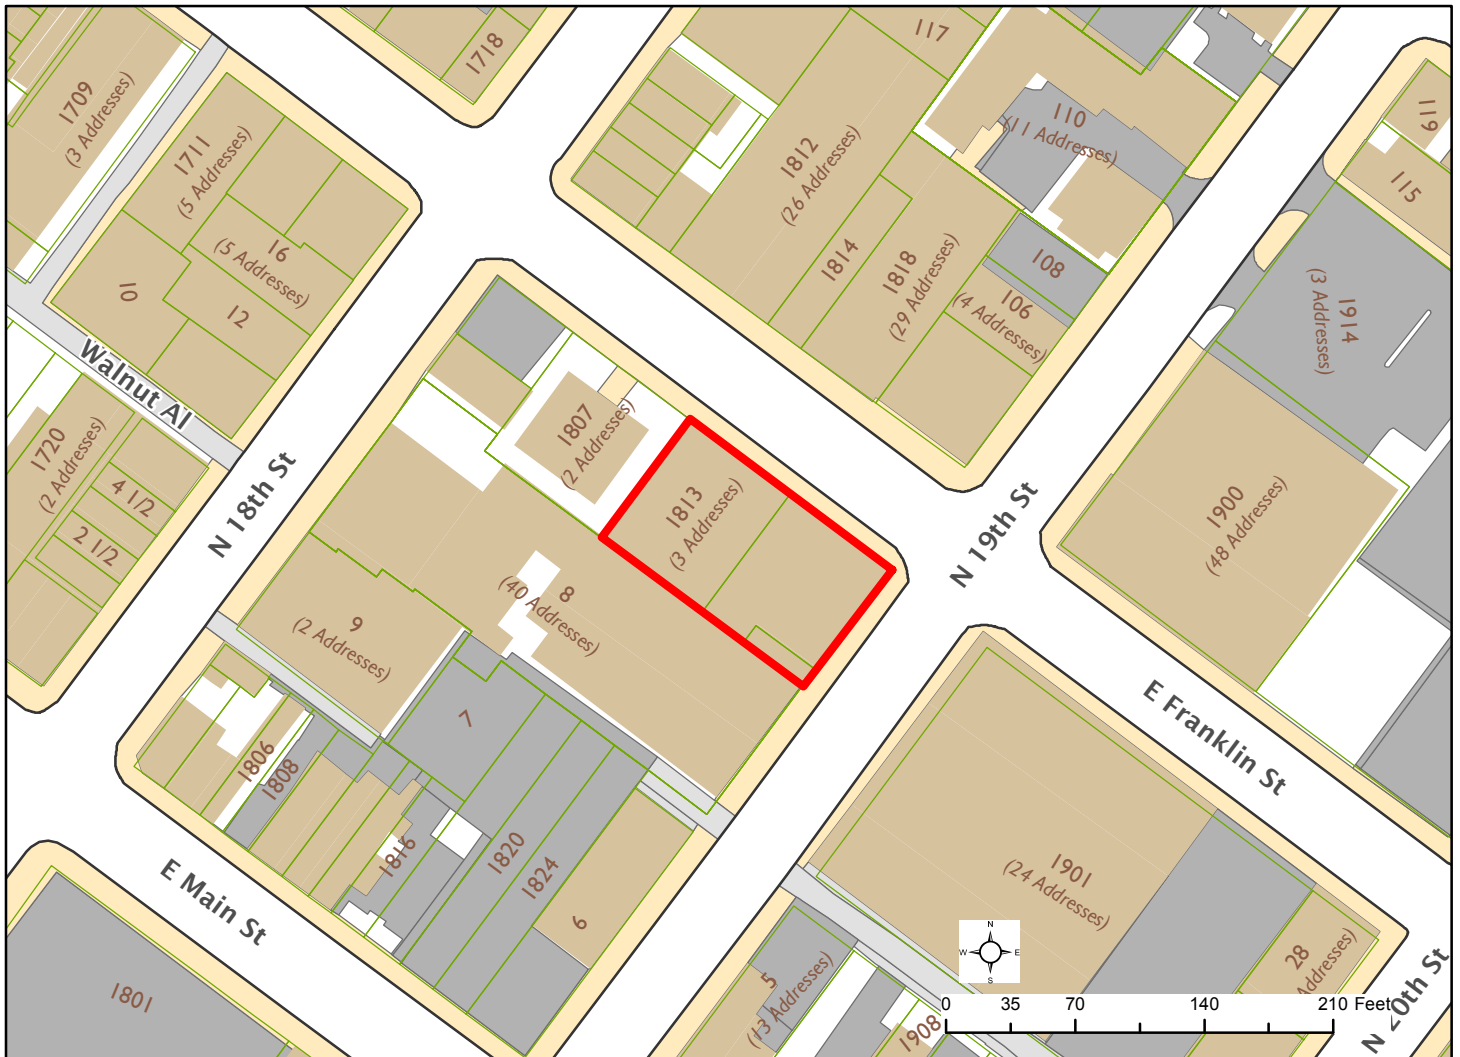 1718
117
1709
(3 Addresses)
1711
(5 Addresses)
16
(5 Addresses)
10
12
1812
(26 Addresses)
1814
1818
(29 Addresses)
110
(11 Addresses)
108
106
(4 Addresses)
119
115
1914
(3 Addresses)
Walnut Al
1720
(2 Addresses)
4 1/2
2 1/2
N 18th St
1807
(2 Addresses)
1813
(3 Addresses)
N 19th St
1900
(48 Addresses)
8
(40 Addresses)
9
(2 Addresses)
7
1806
1808
1816
1820
1824
6
E Franklin St
E Main St
1801
1901
(24 Addresses)
28
Addresses)
5
(13 Addresses)
1908
N 20th St
N
W E
S
0 35 70 140 210 Feet